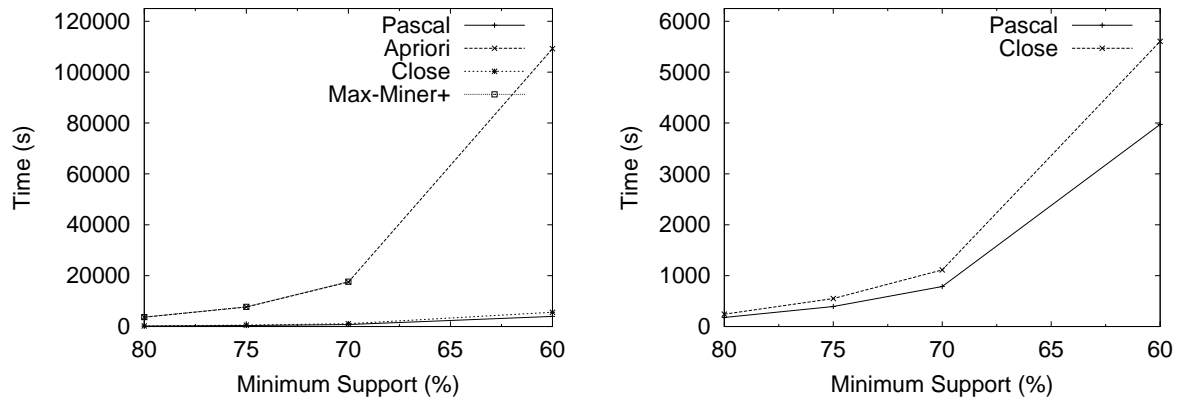 120000
100000
80000
60000
40000
20000
0
Time (s)
Pascal
Apriori
Close
Max-Miner+
80 75 70 65 60
Minimum Support (%)
6000
5000
4000
3000
2000
1000
0
Time (s)
Pascal
Close
80 75 70 65 60
Minimum Support (%)